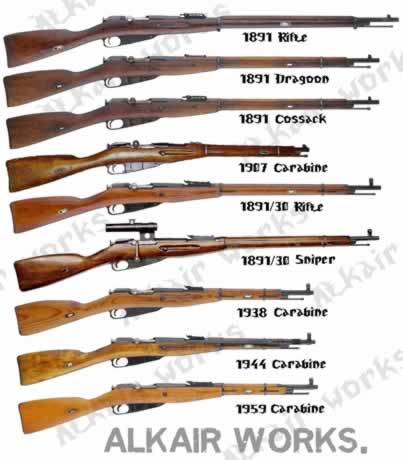 1891 Rifle
1891 Dragoon
1891 Cossack
1907 Carabine
1891/30 Rifle
1891/30 Sniper
1938 Carabine
1944 Carabine
1959 Carabine
ALKAIR WORKS.